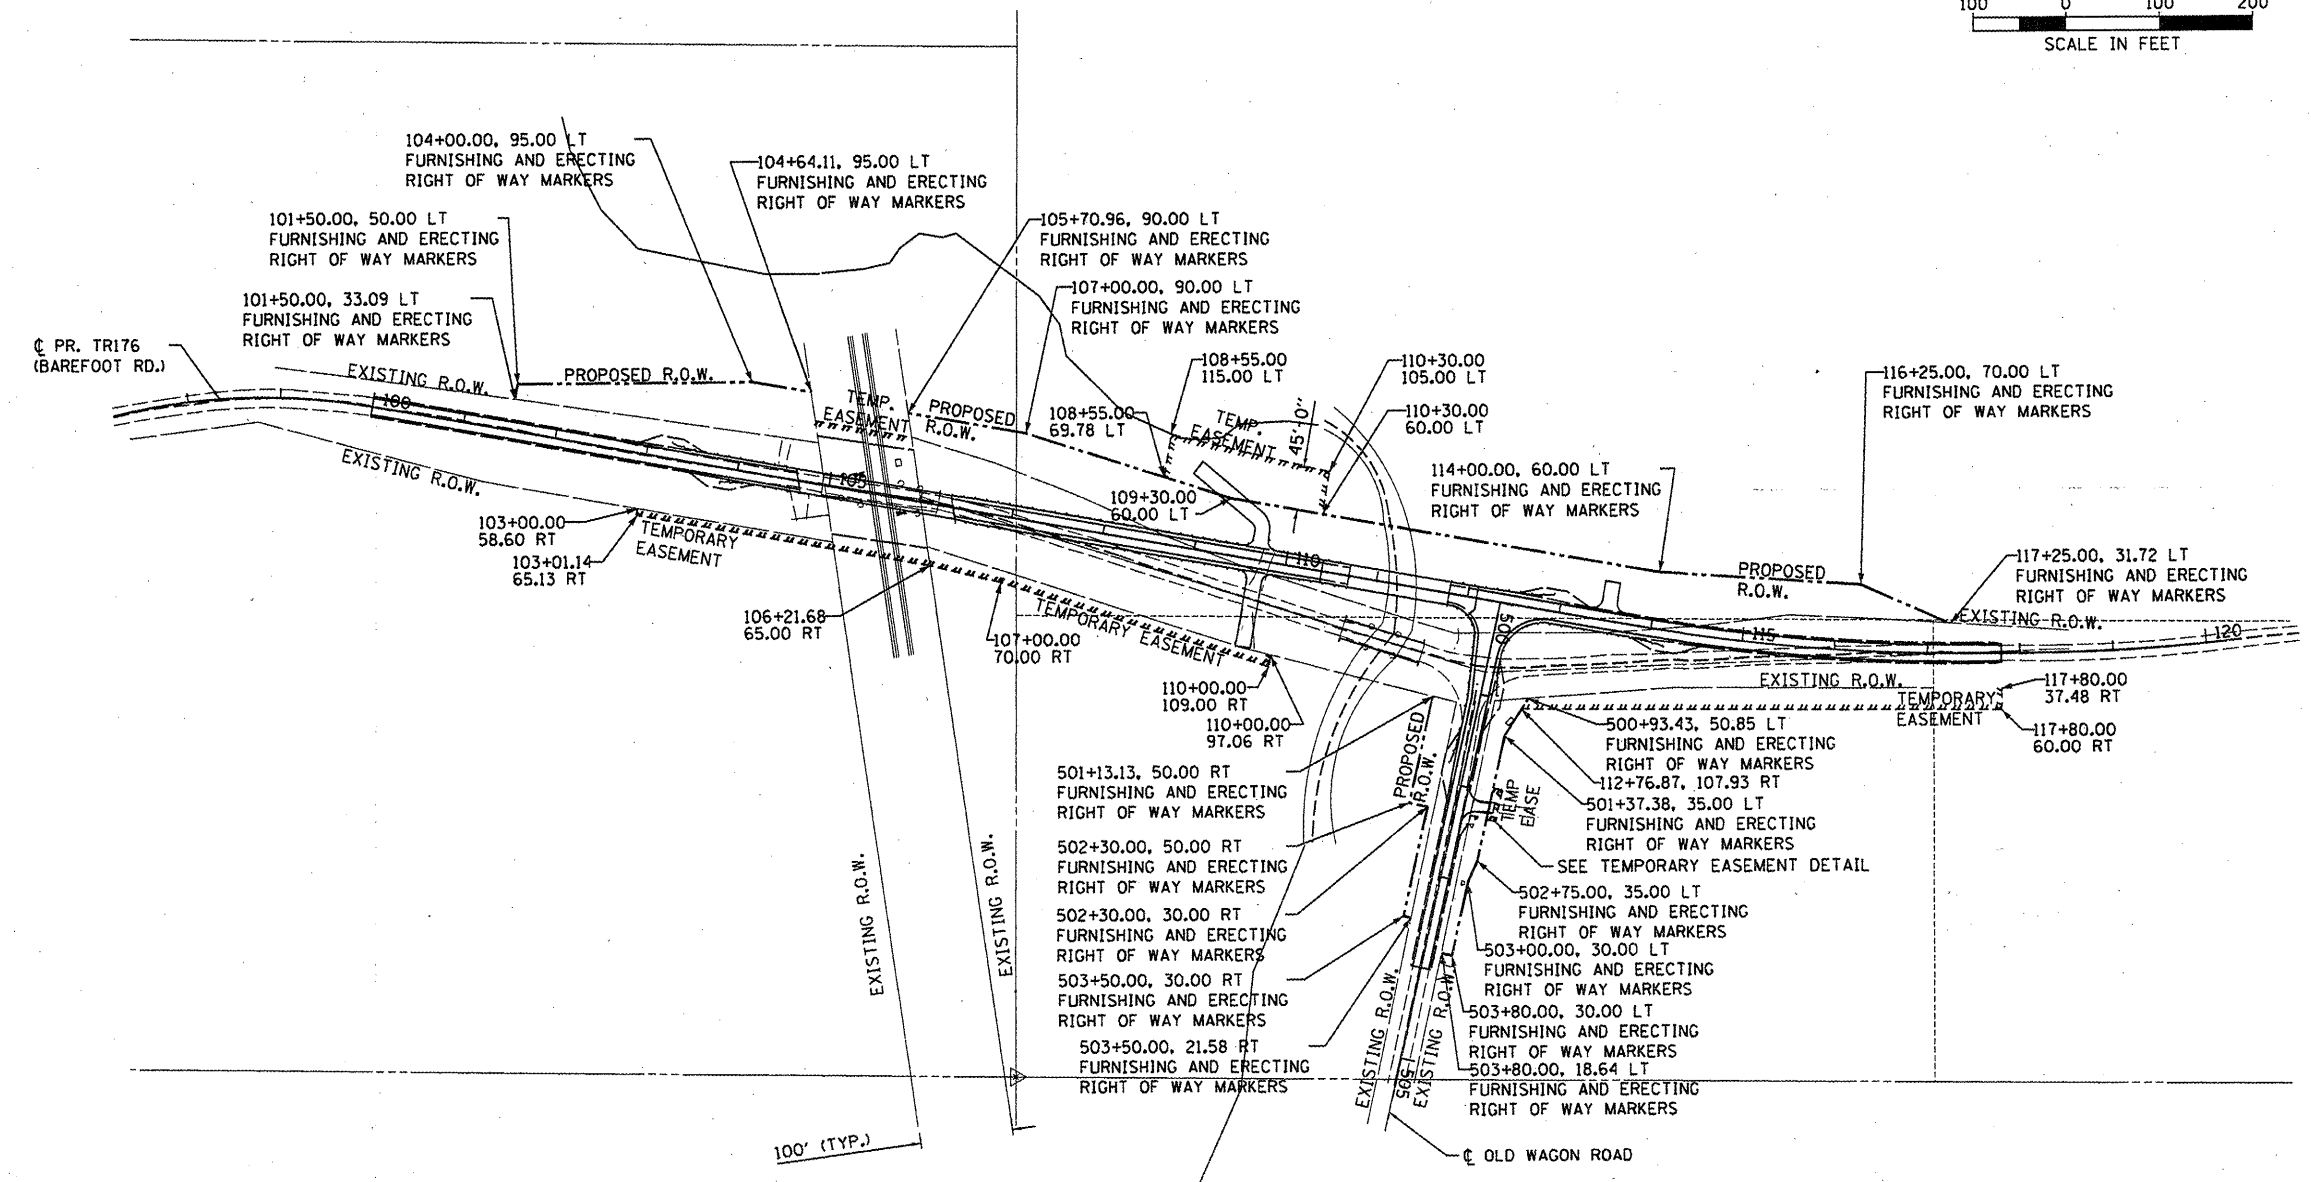 100 0 100 200
SCALE IN FEET
104+00.00, 95.00 LT
FURNISHING AND ERECTING
RIGHT OF WAY MARKERS
104+64.11, 95.00 LT
FURNISHING AND ERECTING
RIGHT OF WAY MARKERS
101+50.00, 50.00 LT
FURNISHING AND ERECTING
RIGHT OF WAY MARKERS
105+70.96, 90.00 LT
FURNISHING AND ERECTING
RIGHT OF WAY MARKERS
101+50.00, 33.09 LT
FURNISHING AND ERECTING
RIGHT OF WAY MARKERS
107+00.00, 90.00 LT
FURNISHING AND ERECTING
RIGHT OF WAY MARKERS
℄ PR. TR176
(BAREFOOT RD.)
EXISTING R.O.W.
PROPOSED R.O.W.
TEMP.
EASEMENT
PROPOSED
R.O.W.
108+55.00
115.00 LT
108+55.00
69.78 LT
TEMP.
EASEMENT
45'-0"
110+30.00
105.00 LT
110+30.00
60.00 LT
116+25.00, 70.00 LT
FURNISHING AND ERECTING
RIGHT OF WAY MARKERS
100
EXISTING R.O.W.
105
109+30.00
60.00 LT
114+00.00, 60.00 LT
FURNISHING AND ERECTING
RIGHT OF WAY MARKERS
103+00.00
58.60 RT
103+01.14
65.13 RT
TEMPORARY
EASEMENT
110
PROPOSED
R.O.W.
117+25.00, 31.72 LT
FURNISHING AND ERECTING
RIGHT OF WAY MARKERS
EXISTING R.O.W.
106+21.68
65.00 RT
107+00.00
70.00 RT
TEMPORARY EASEMENT
500
115
120
110+00.00
109.00 RT
110+00.00
97.06 RT
EXISTING R.O.W.
TEMPORARY
EASEMENT
117+80.00
37.48 RT
117+80.00
60.00 RT
PROPOSED
R.O.W.
500+93.43, 50.85 LT
FURNISHING AND ERECTING
RIGHT OF WAY MARKERS
112+76.87, 107.93 RT
501+13.13, 50.00 RT
FURNISHING AND ERECTING
RIGHT OF WAY MARKERS
501+37.38, 35.00 LT
FURNISHING AND ERECTING
RIGHT OF WAY MARKERS
TEMP
EASE
SEE TEMPORARY EASEMENT DETAIL
502+30.00, 50.00 RT
FURNISHING AND ERECTING
RIGHT OF WAY MARKERS
502+75.00, 35.00 LT
FURNISHING AND ERECTING
RIGHT OF WAY MARKERS
502+30.00, 30.00 RT
FURNISHING AND ERECTING
RIGHT OF WAY MARKERS
503+00.00, 30.00 LT
FURNISHING AND ERECTING
RIGHT OF WAY MARKERS
503+50.00, 30.00 RT
FURNISHING AND ERECTING
RIGHT OF WAY MARKERS
503+80.00, 30.00 LT
FURNISHING AND ERECTING
RIGHT OF WAY MARKERS
503+50.00, 21.58 RT
FURNISHING AND ERECTING
RIGHT OF WAY MARKERS
503+80.00, 18.64 LT
FURNISHING AND ERECTING
RIGHT OF WAY MARKERS
EXISTING R.O.W.
EXISTING R.O.W.
EXISTING R.O.W.
EXISTING R.O.W.
505
100' (TYP.)
℄ OLD WAGON ROAD